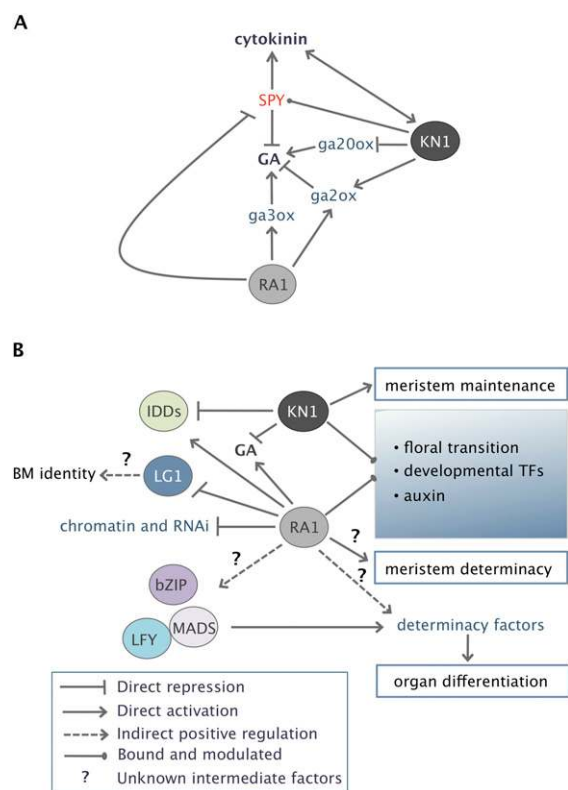 A
cytokinin
SPY
KN1
ga20ox
GA
ga3ox
ga2ox
RA1
B
IDDs
KN1
meristem maintenance
GA
• floral transition
• developmental TFs
• auxin
?
BM identity
LG1
chromatin and RNAi
RA1
?
meristem determinacy
?
?
bZIP
LFY
MADS
determinacy factors
organ differentiation
Direct repression
Direct activation
Indirect positive regulation
Bound and modulated
? Unknown intermediate factors